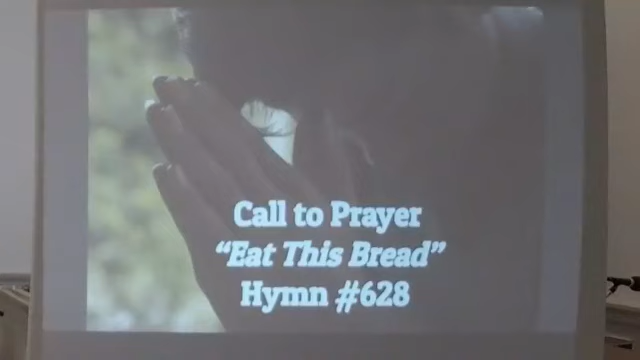 Call to Prayer
“Eat This Bread”
Hymn #628